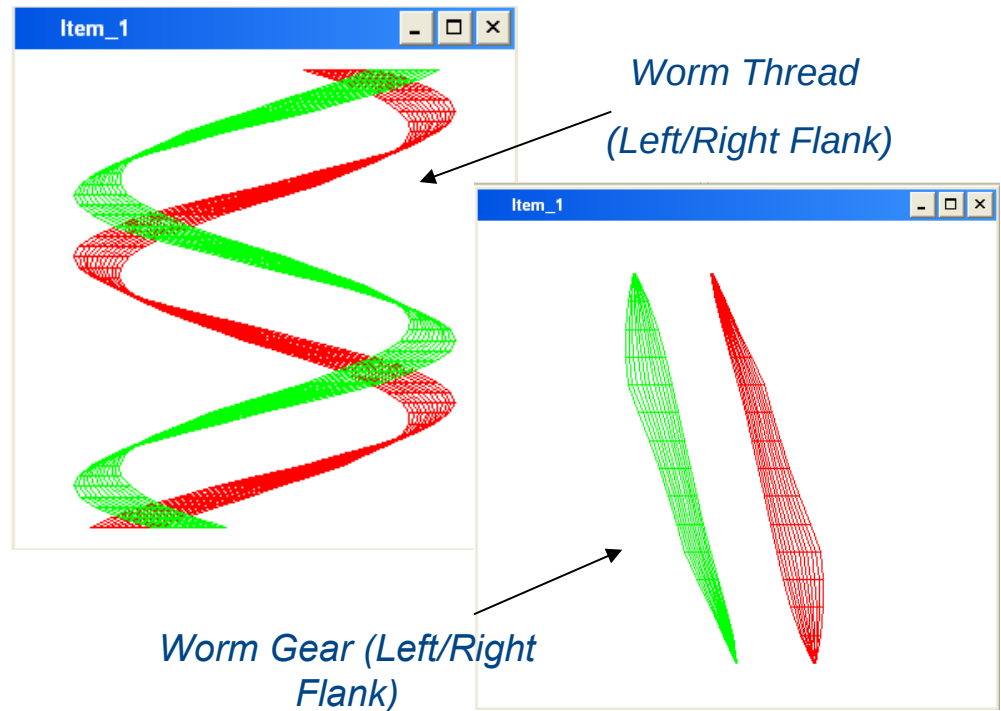 Item_1
Worm Thread
(Left/Right Flank)
Item_1
Worm Gear (Left/Right
Flank)